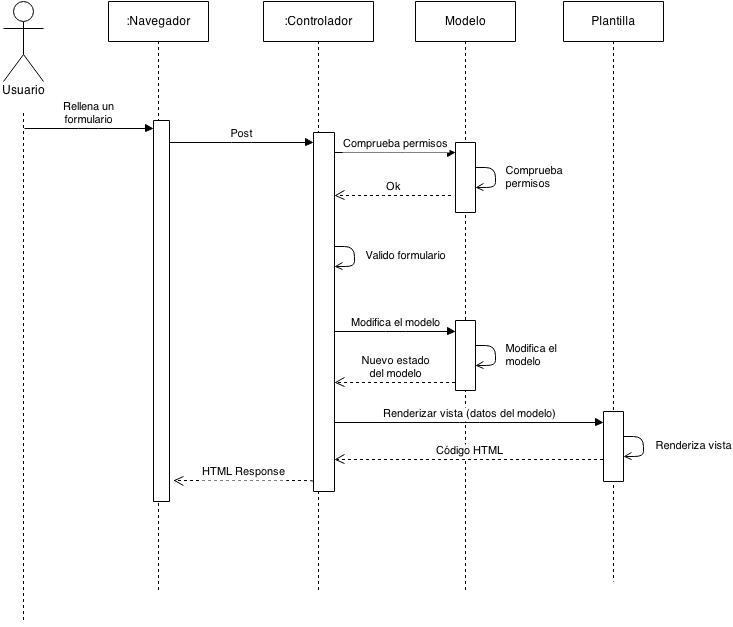 :Navegador
:Controlador
Modelo
Plantilla
Usuario
Rellena un
formulario
Post
Comprueba permisos
Comprueba
permisos
Ok
Valido formulario
Modifica el modelo
Modifica el
modelo
Nuevo estado
del modelo
Renderizar vista (datos del modelo)
Renderiza vista
Código HTML
HTML Response